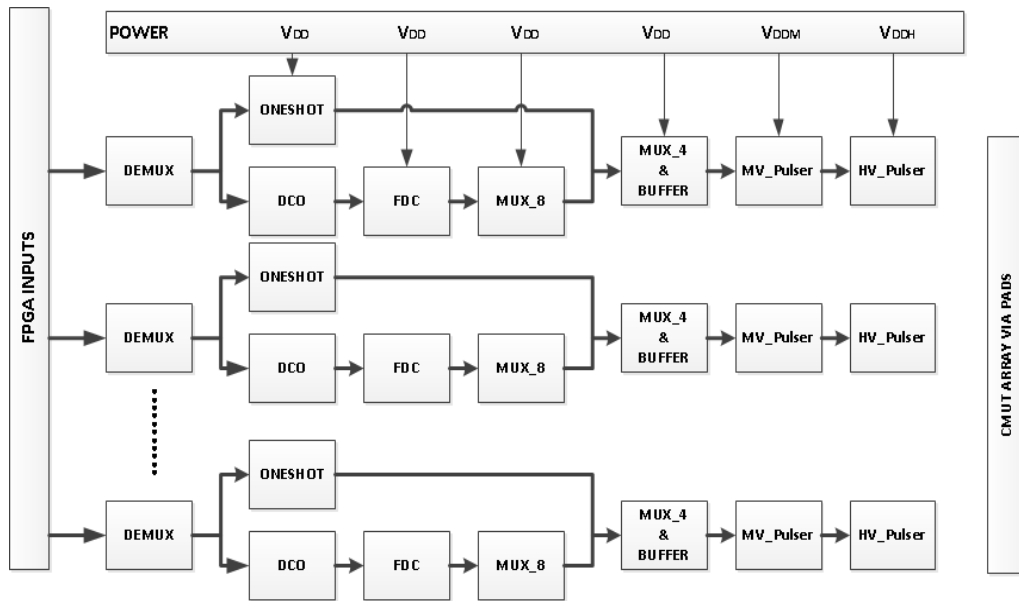 POWER VDD VDD VDD VDD VDDM VDDH
FPGA INPUTS
ONESHOT
DEMUX
DCO
FDC
MUX_8
MUX_4
&
BUFFER
MV_Pulser
HV_Pulser
ONESHOT
DEMUX
DCO
FDC
MUX_8
MUX_4
&
BUFFER
MV_Pulser
HV_Pulser
ONESHOT
DEMUX
DCO
FDC
MUX_8
MUX_4
&
BUFFER
MV_Pulser
HV_Pulser
CMUT ARRAY VIA PADS